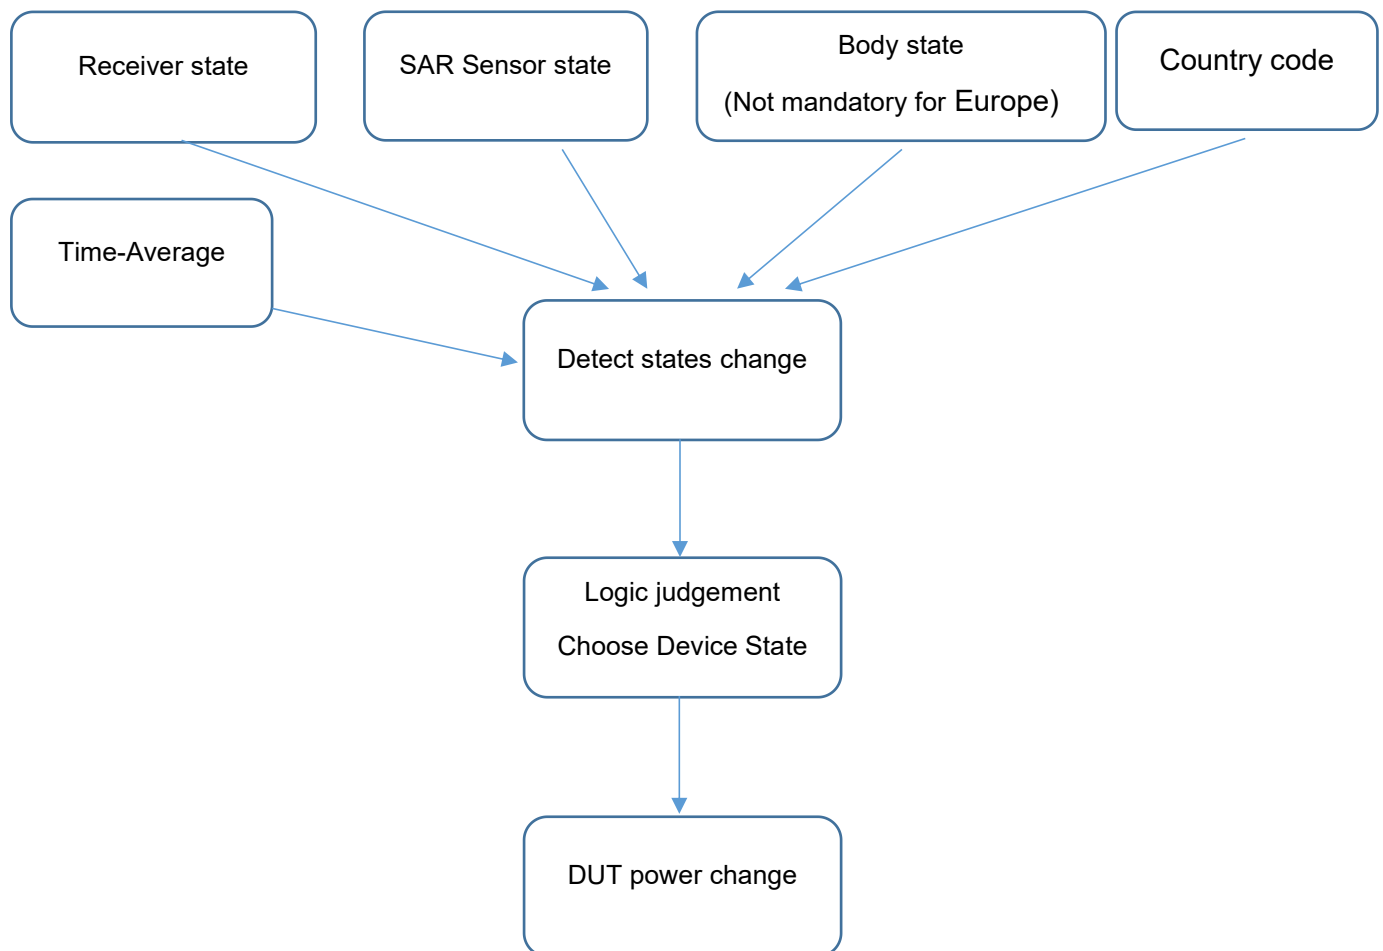 Receiver state
SAR Sensor state
Body state
(Not mandatory for Europe)
Country code
Time-Average
Detect states change
Logic judgement
Choose Device State
DUT power change